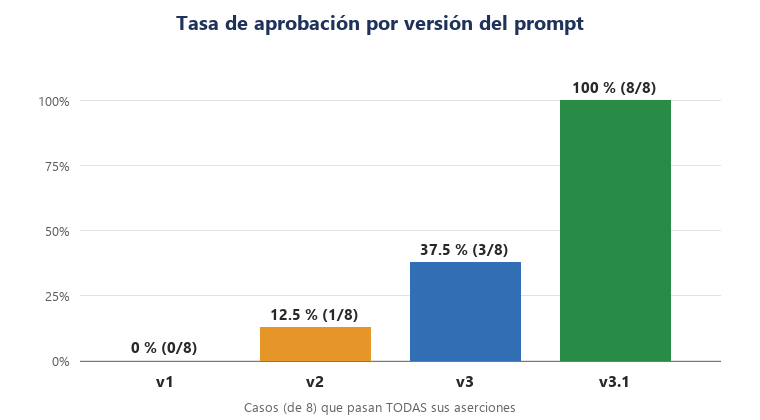 Tasa de aprobación por versión del prompt
100 % (8/8)
100%
75%
37.5 % (3/8)
50%
12.5 % (1/8)
25%
0 % (0/8)
0%
v1 v2 v3 v3.1
Casos (de 8) que pasan TODAS sus aserciones